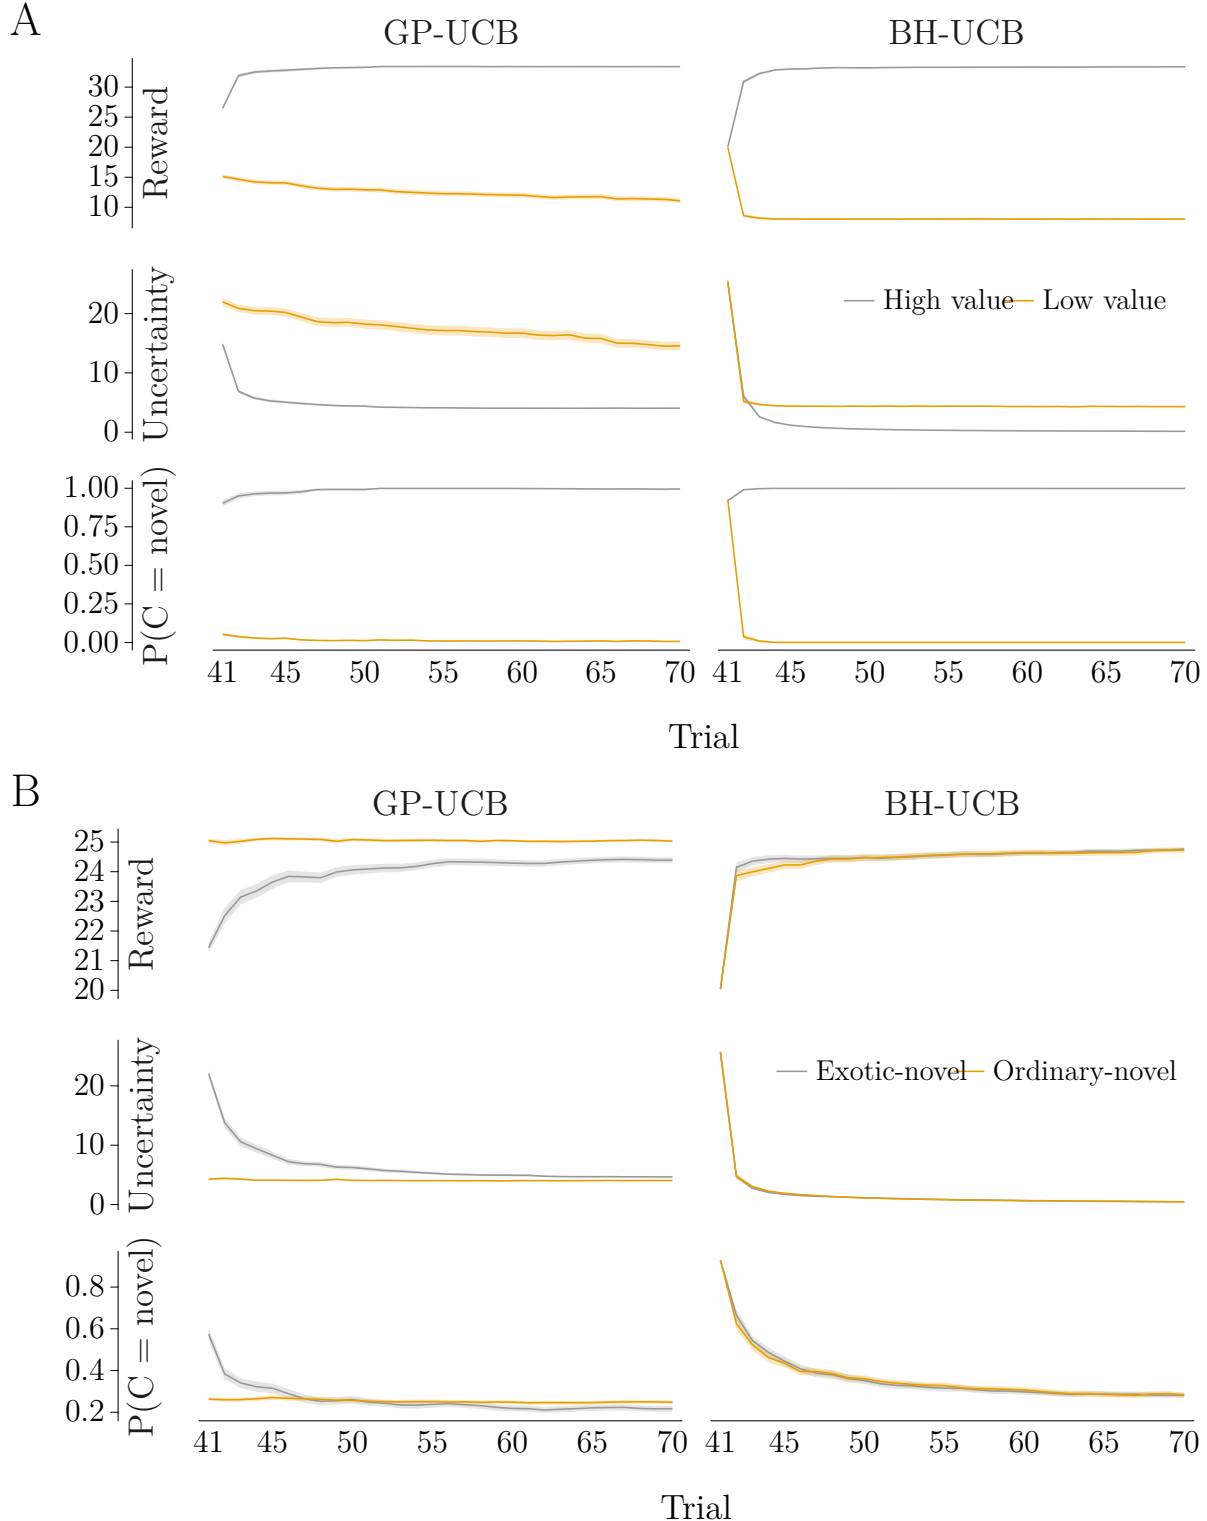 A
GP-UCB BH-UCB
Reward
30
25
20
15
10
Uncertainty
20
10
0
High value Low value
P(C = novel)
1.00
0.75
0.50
0.25
0.00
41 45 50 55 60 65 70 41 45 50 55 60 65 70
Trial
B
GP-UCB BH-UCB
Reward
25
24
23
22
21
20
Uncertainty
20
10
0
Exotic-novel Ordinary-novel
P(C = novel)
0.8
0.6
0.4
0.2
41 45 50 55 60 65 70 41 45 50 55 60 65 70
Trial